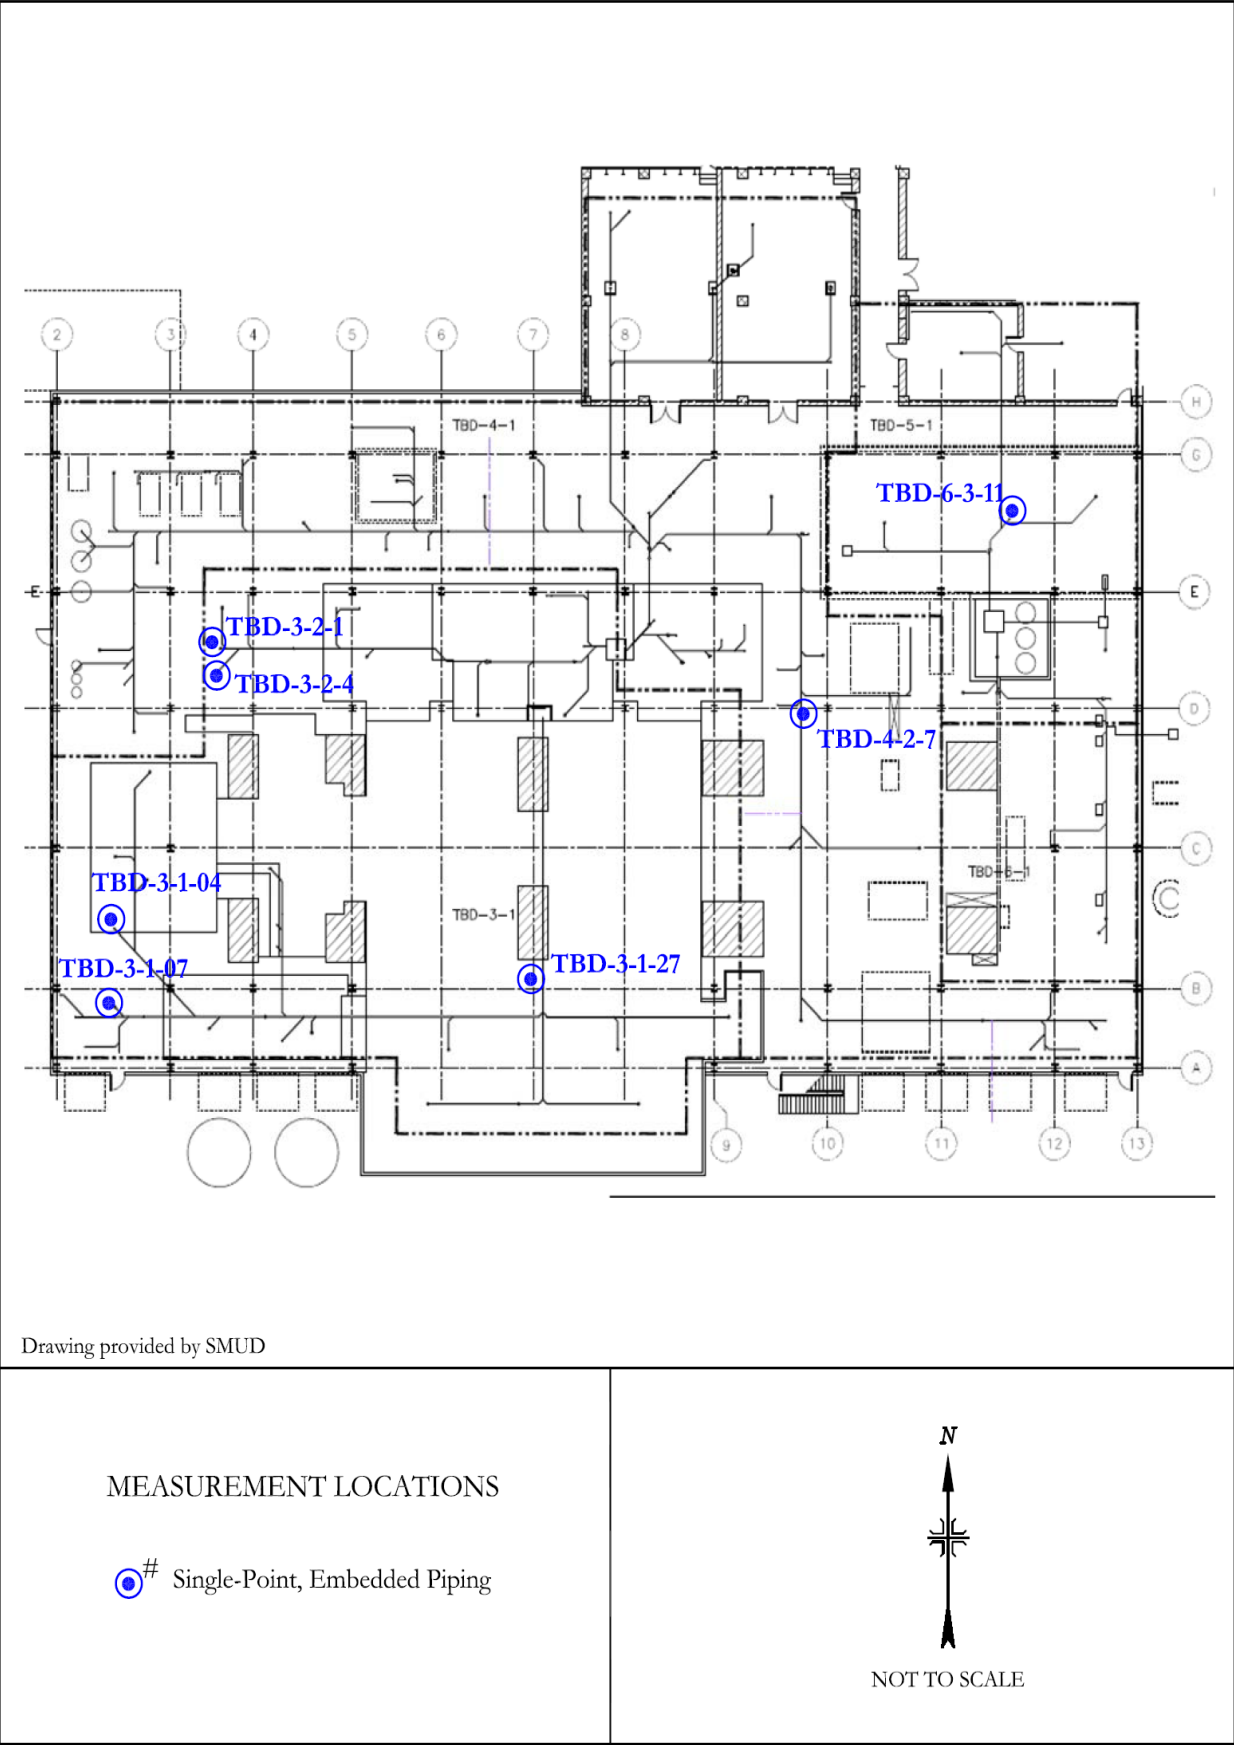 2 3 4 5 6 7 8
H
TBD-4-1 TBD-5-1
G
TBD-6-3-11
E E
TBD-3-2-1
TBD-3-2-4
D
TBD-4-2-7
C
TBD-6-1
TBD-3-1-04
TBD-3-1
TBD-3-1-27
TBD-3-1-07
B
A
9 10 11 12 13
Drawing provided by SMUD
MEASUREMENT LOCATIONS
# Single-Point, Embedded Piping
N
NOT TO SCALE